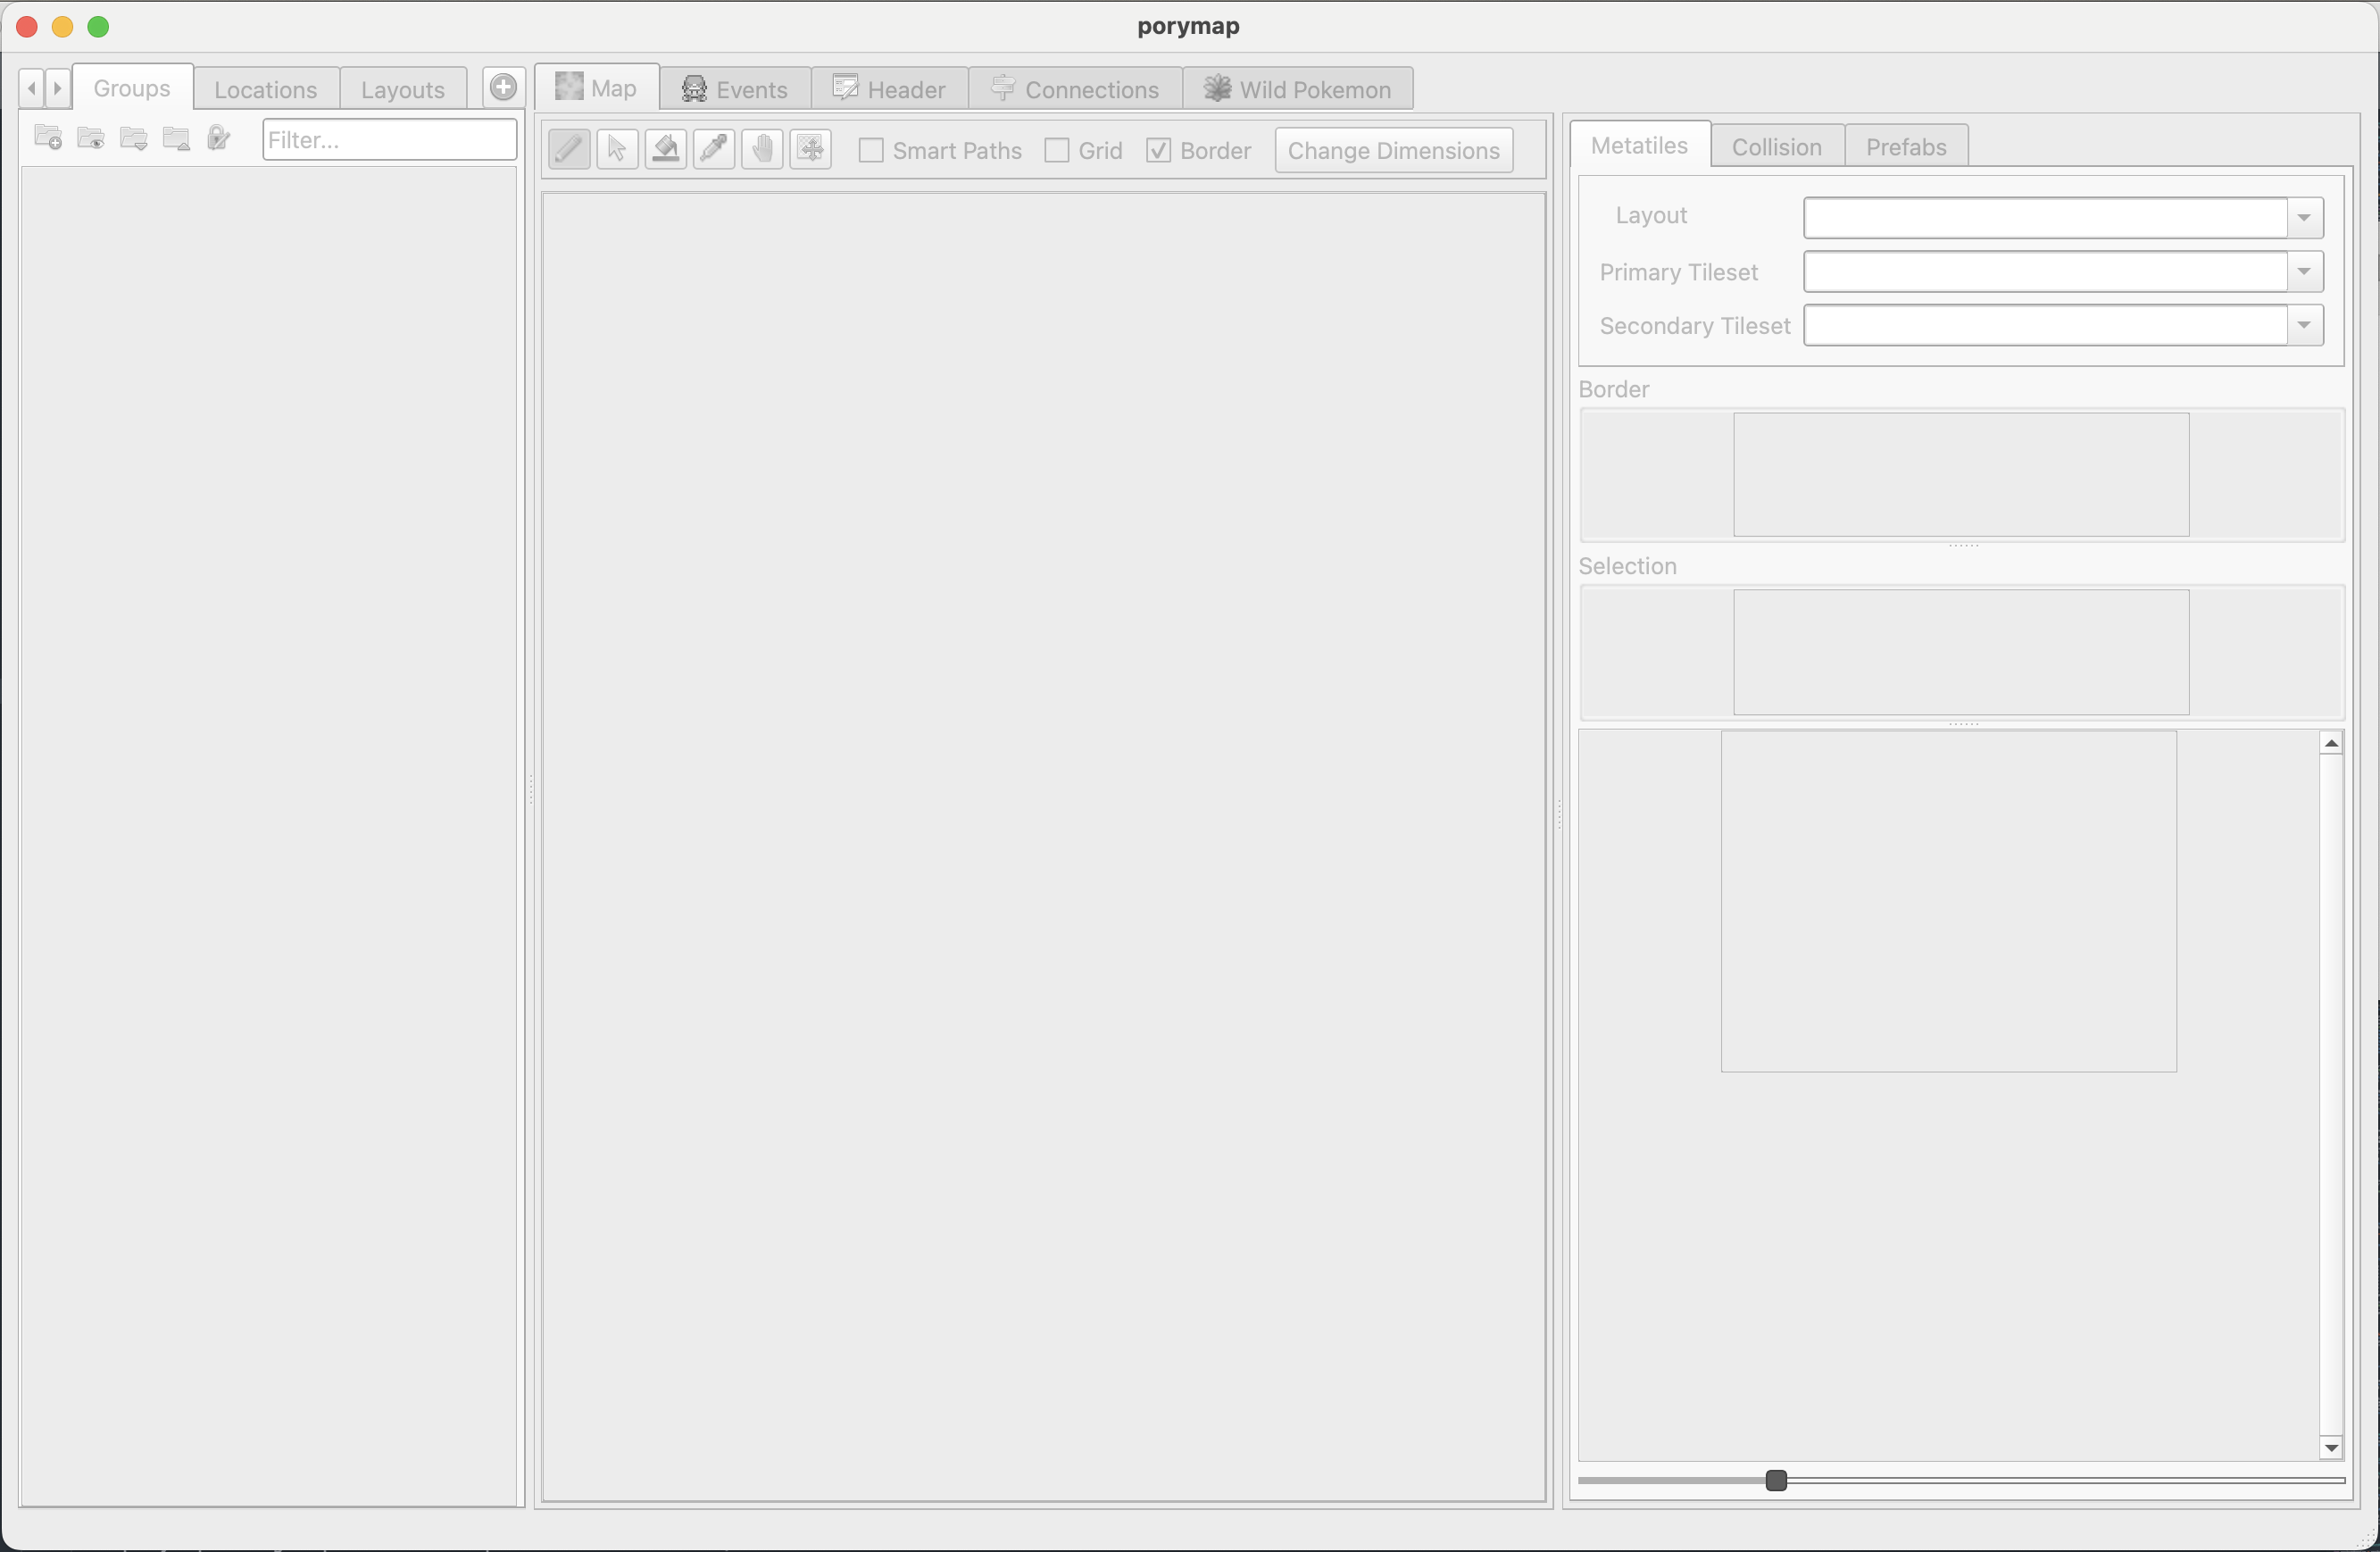 porymap
Groups
Locations
Layouts
Map
Events
Header
Connections
Wild Pokemon
Filter...
Smart Paths
Grid
Border
Change Dimensions
Metatiles
Collision
Prefabs
Layout
Primary Tileset
Secondary Tileset
Border
Selection